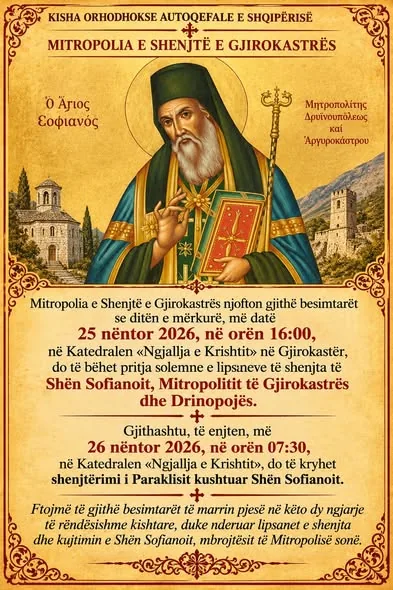 KISHA ORHODHOKSE AUTOQEFALE E SHQIPËRISË
MITROPOLIA E SHENJTË E GJIROKASTRËS
Ὁ Ἅγιος
Σοφιανός
Μητροπολίτης
Δρυϊνουπόλεως
καί
Ἀργυροκάστρου
Mitropolia e Shenjtë e Gjirokastrës njofton gjithë besimtarët
se ditën e mërkurë, më datë
25 nëntor 2026, në orën 16:00,
në Katedralen «Ngjallja e Krishtit» në Gjirokastër,
do të bëhet pritja solemne e lipsaneve të shenjta të
Shën Sofianoit, Mitropolitit të Gjirokastrës
dhe Drinopojës.
Gjithashtu, të enjten, më
26 nëntor 2026, në orën 07:30,
në Katedralen «Ngjallja e Krishtit», do të kryhet
shenjtërimi i Paraklisit kushtuar Shën Sofianoit.
Ftojmë të gjithë besimtarët të marrin pjesë në këto dy ngjarje
të rëndësishme kishtare, duke nderuar lipsanet e shenjta
dhe kujtimin e Shën Sofianoit, mbrojtësit të Mitropolisë sonë.